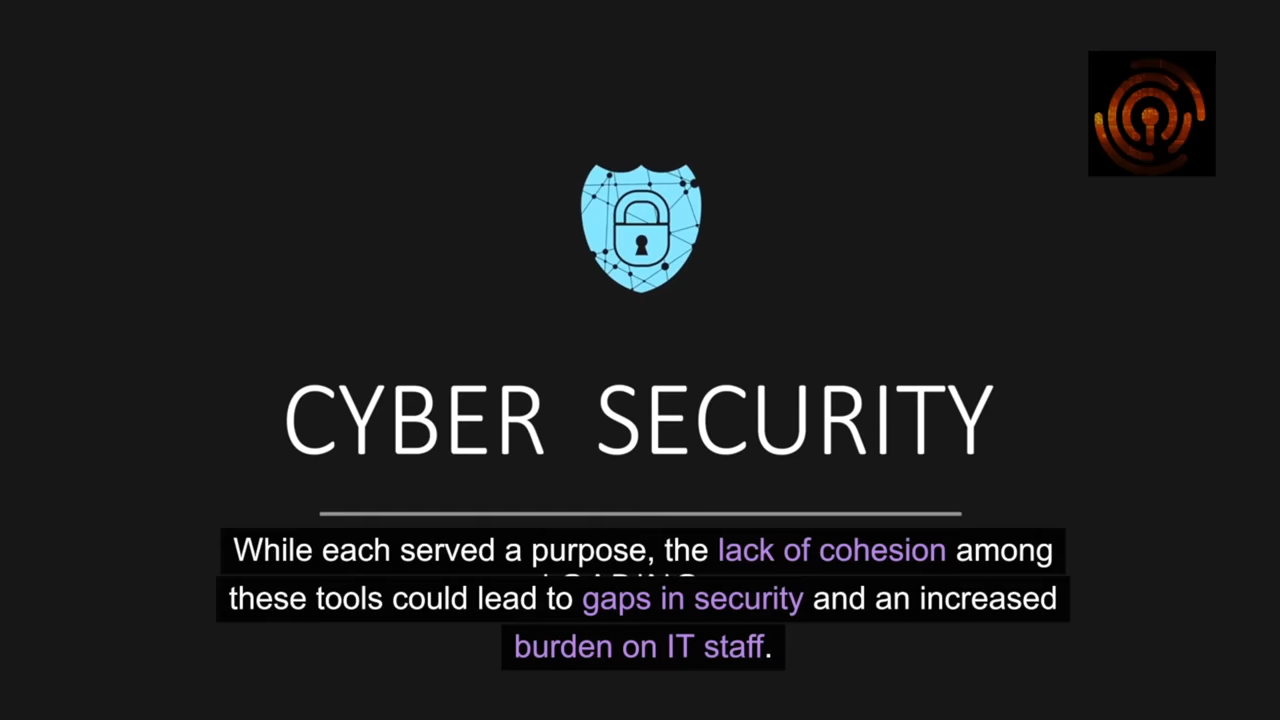 CYBER SECURITY
While each served a purpose, the lack of cohesion among
these tools could lead to gaps in security and an increased
burden on IT staff.